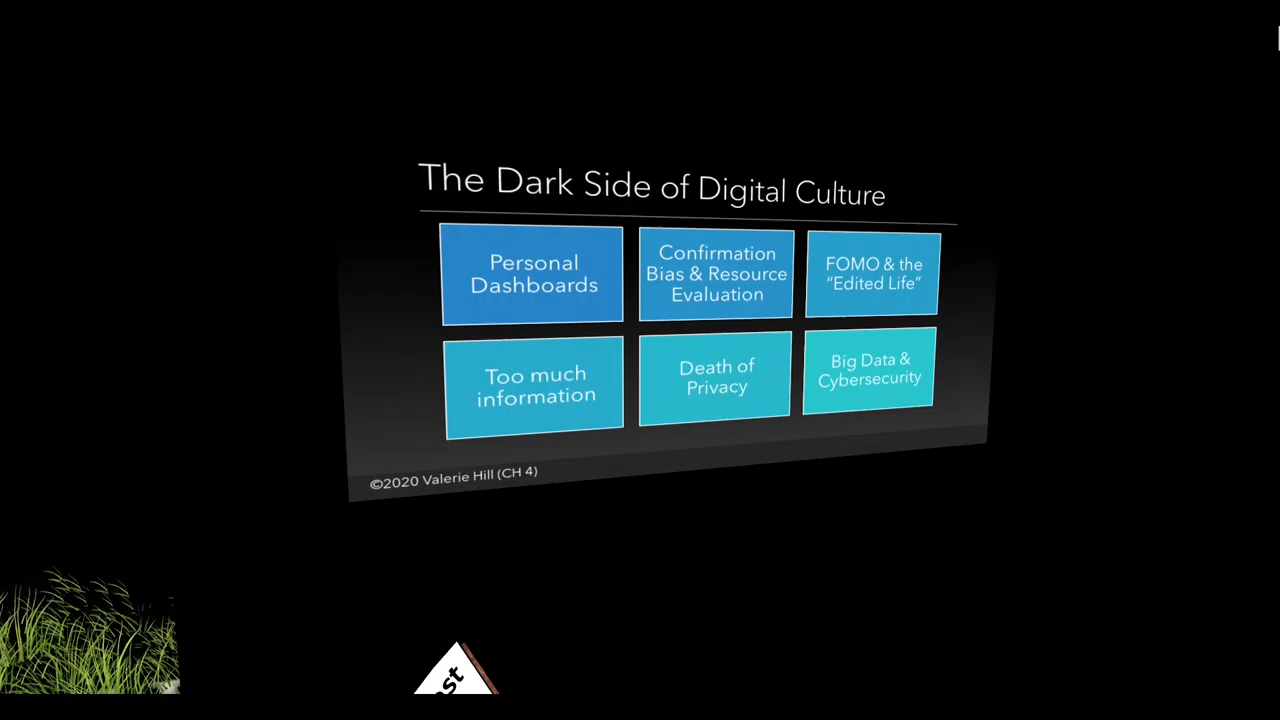 The Dark Side of Digital Culture
Personal
Dashboards
Confirmation
Bias & Resource
Evaluation
FOMO & the
“Edited Life”
Too much
information
Death of
Privacy
Big Data &
Cybersecurity
©2020 Valerie Hill (CH 4)